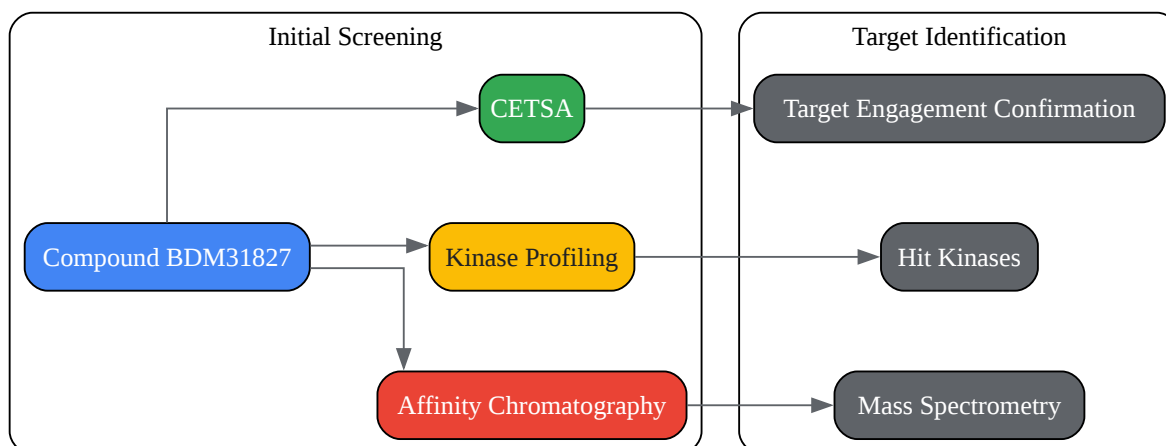 Initial Screening
Target Identification
CETSA
Target Engagement Confirmation
Compound BDM31827
Kinase Profiling
Hit Kinases
Affinity Chromatography
Mass Spectrometry